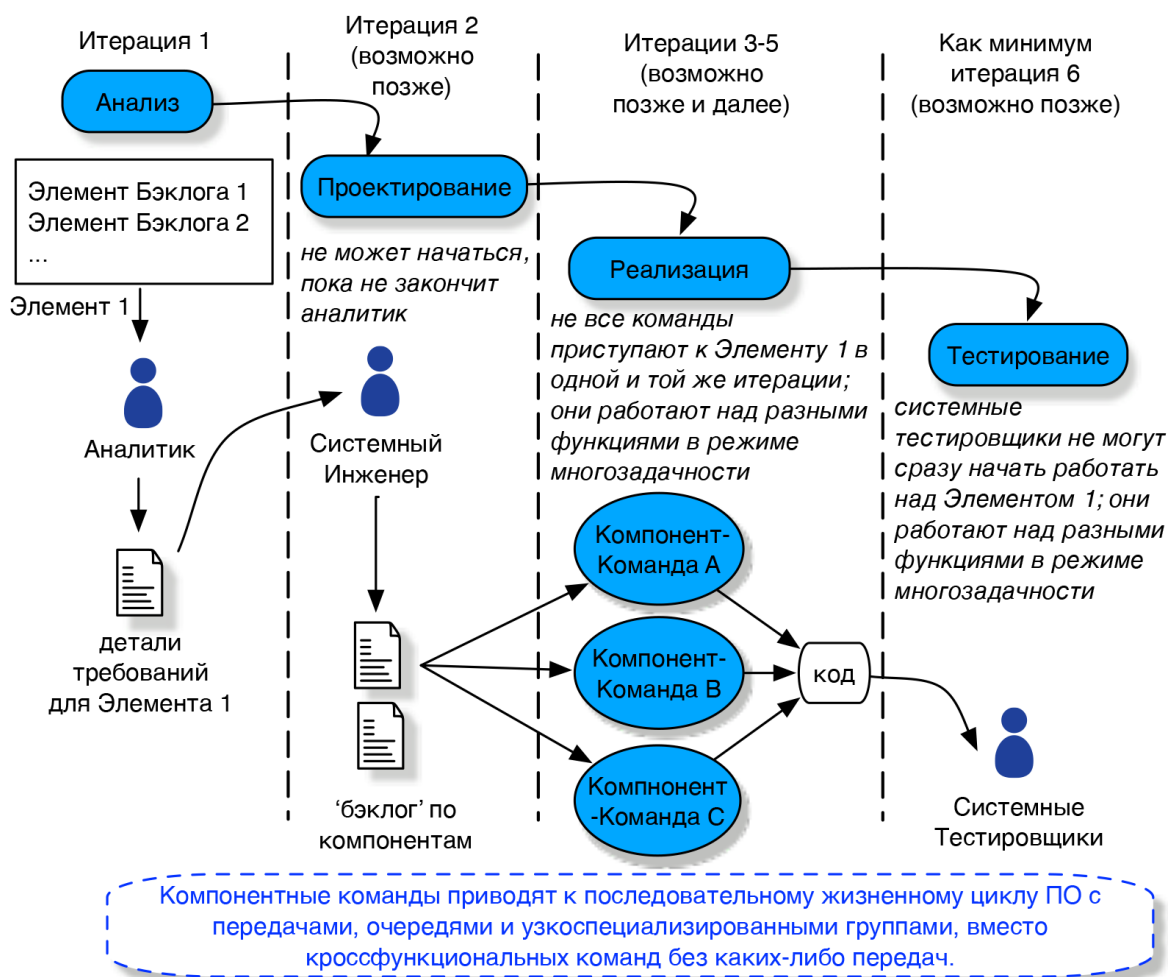 Итерация 1
Итерация 2
(возможно
позже)
Итерации 3-5
(возможно
позже и далее)
Как минимум
итерация 6
(возможно позже)
Анализ
Элемент Бэклога 1
Элемент Бэклога 2
...
Элемент 1
Аналитик
детали
требований
для Элемента 1
Проектирование
не может начаться,
пока не закончит
аналитик
Системный
Инженер
‘бэклог’ по
компонентам
Реализация
не все команды
приступают к Элементу 1 в
одной и той же итерации;
они работают над разными
функциями в режиме
многозадачности
Компонент-
Команда A
Компонент-
Команда B
Компнонент
-Команда C
код
Тестирование
системные
тестировщики не могут
сразу начать работать
над Элементом 1; они
работают над разными
функциями в режиме
многозадачности
Системные
Тестировщики
Компонентные команды приводят к последовательному жизненному циклу ПО с
передачами, очередями и узкоспециализированными группами, вместо
кроссфункциональных команд без каких-либо передач.